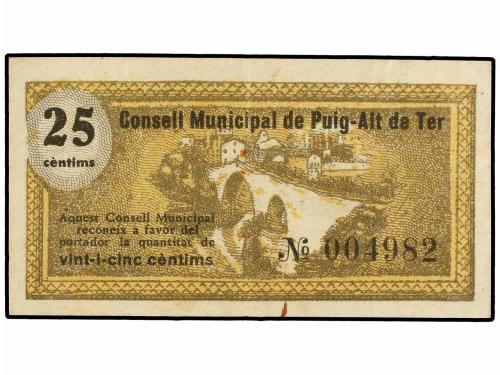 25
cèntims
Consell Municipal de Puig-Alt de Ter
Aquest Consell Municipal
reconeix a favor del
portador la quantitat de
vint-i-cinc cèntims
Nº 004982